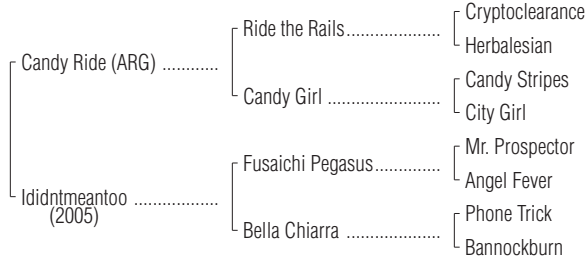 Cryptoclearance
Ride the Rails
Herbalesian
Candy Ride (ARG)
Candy Stripes
Candy Girl
City Girl
Mr. Prospector
Fusaichi Pegasus
Angel Fever
Ididntmeantoo
(2005)
Phone Trick
Bella Chiarra
Bannockburn